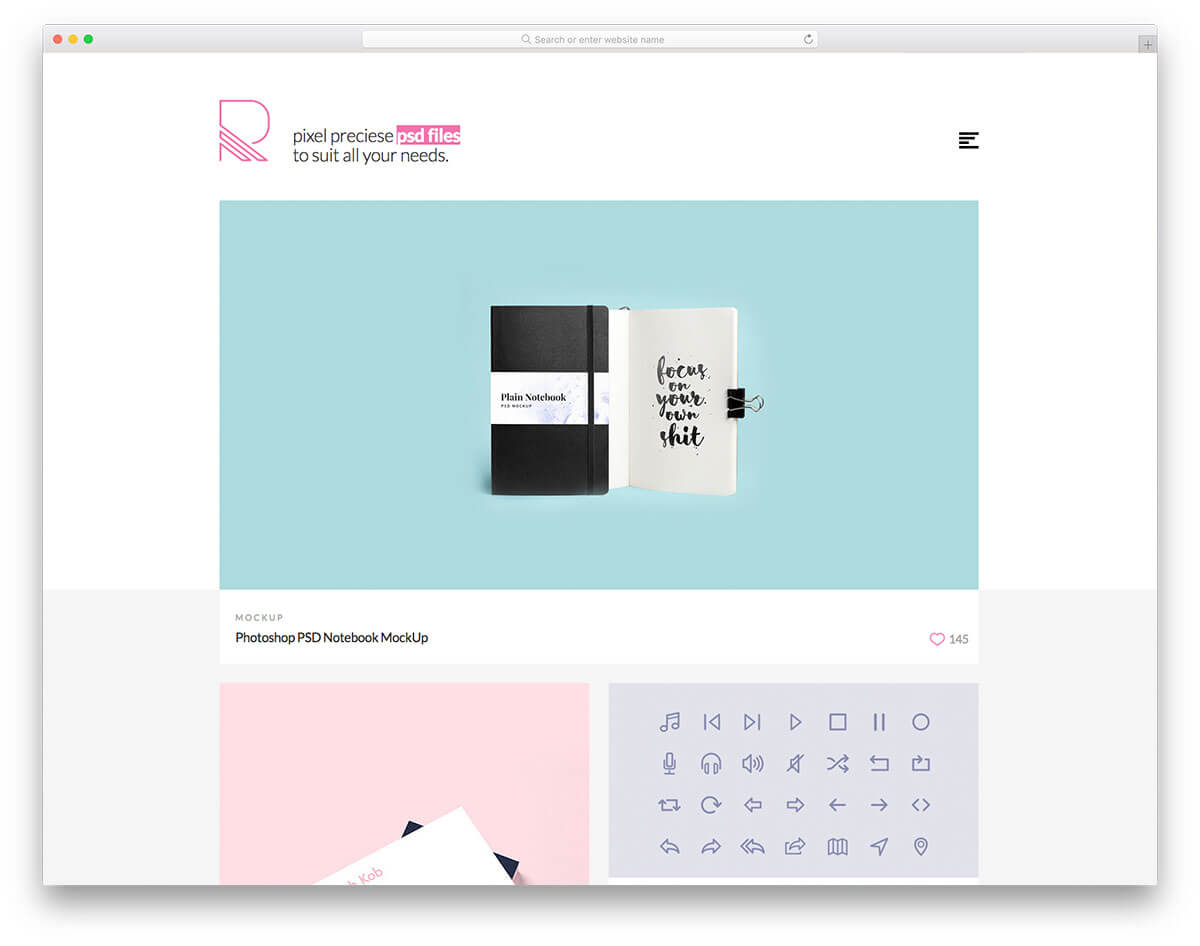 Search or enter website name
pixel preciese psd files
to suit all your needs.
Plain Notebook
PSD MOCKUP
focus
on
your
own
shit
MOCKUP
Photoshop PSD Notebook MockUp
145
Kob